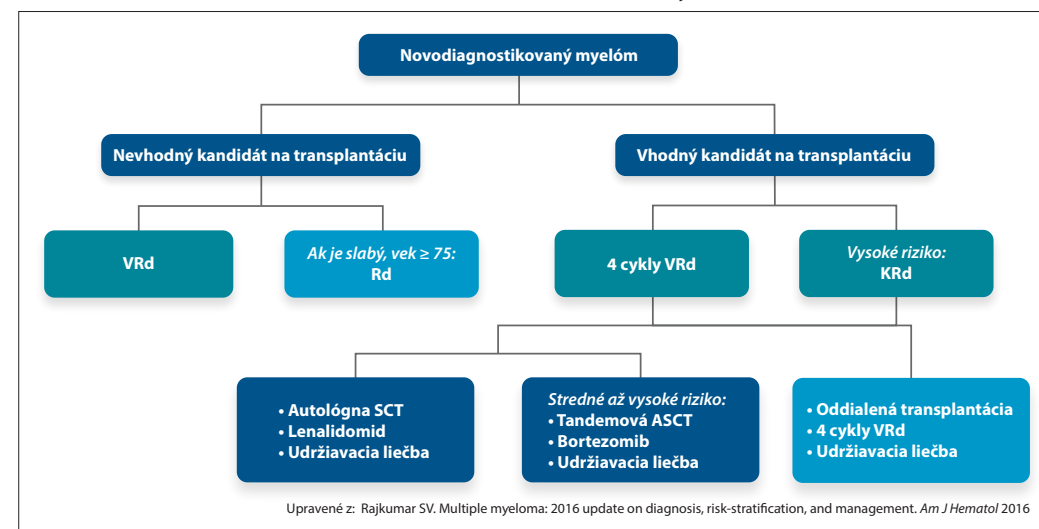 Novodiagnostikovaný myelóm
Nevhodný kandidát na transplantáciu
Vhodný kandidát na transplantáciu
VRd
Ak je slabý, vek ≥ 75:
Rd
4 cykly VRd
Vysoké riziko:
KRd
• Autológna SCT
• Lenalidomid
• Udržiavacia liečba
Stredné až vysoké riziko:
• Tandemová ASCT
• Bortezomib
• Udržiavacia liečba
• Oddialená transplantácia
• 4 cykly VRd
• Udržiavacia liečba
Upravené z: Rajkumar SV. Multiple myeloma: 2016 update on diagnosis, risk-stratification, and management. Am J Hematol 2016